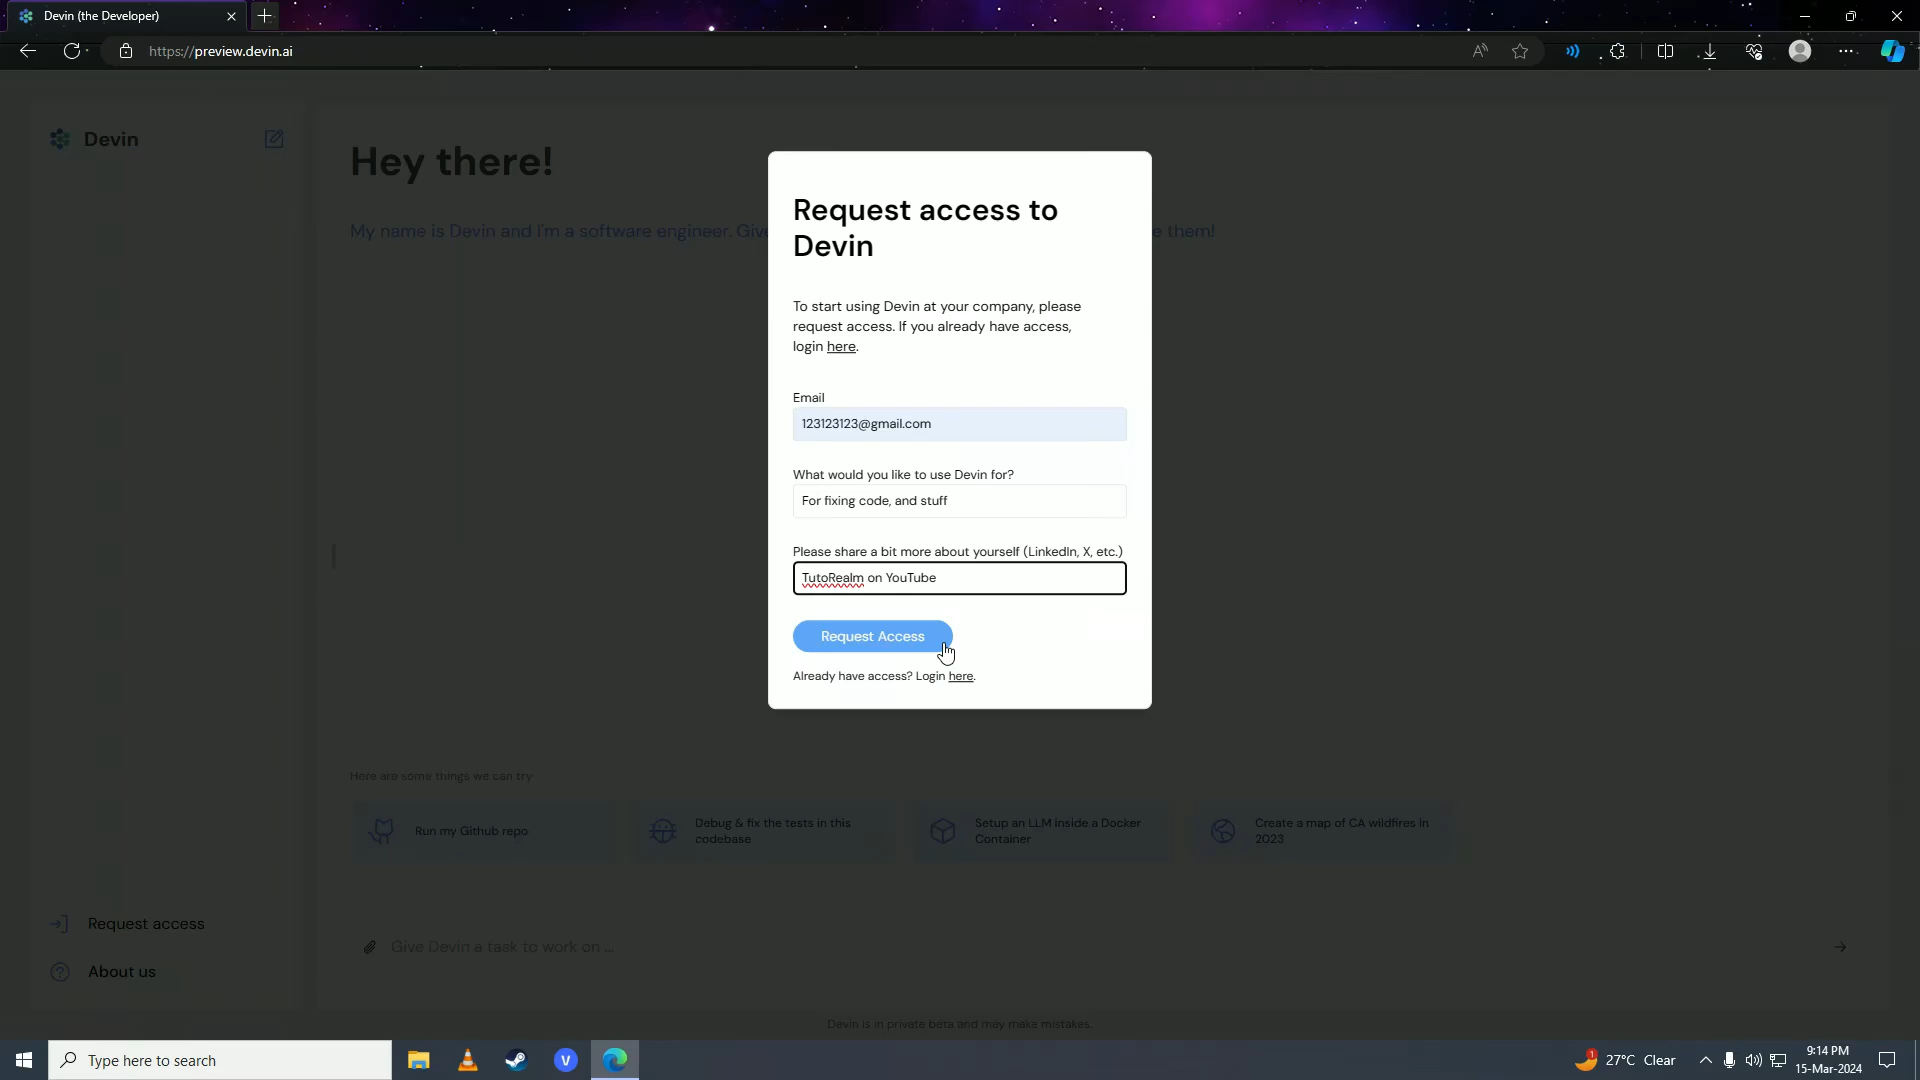 Devin (the Developer)
https://preview.devin.ai
Devin
Hey there!
My name is Devin and I'm a software engineer. Give
e them!
Request access to
Devin
To start using Devin at your company, please
request access. If you already have access,
login here.
Email
123123123@gmail.com
What would you like to use Devin for?
For fixing code, and stuff
Please share a bit more about yourself (LinkedIn, X, etc.)
TutoRealm on YouTube
Request Access
Already have access? Login here.
Here are some things we can try
Run my Github repo
Debug & fix the tests in this
codebase
Setup an LLM inside a Docker
Container
Create a map of CA wildfires in
2023
Request access
Give Devin a task to work on ...
About us
Devin is in private beta and may make mistakes.
Type here to search
V
1
27°C Clear
9:14 PM
15-Mar-2024